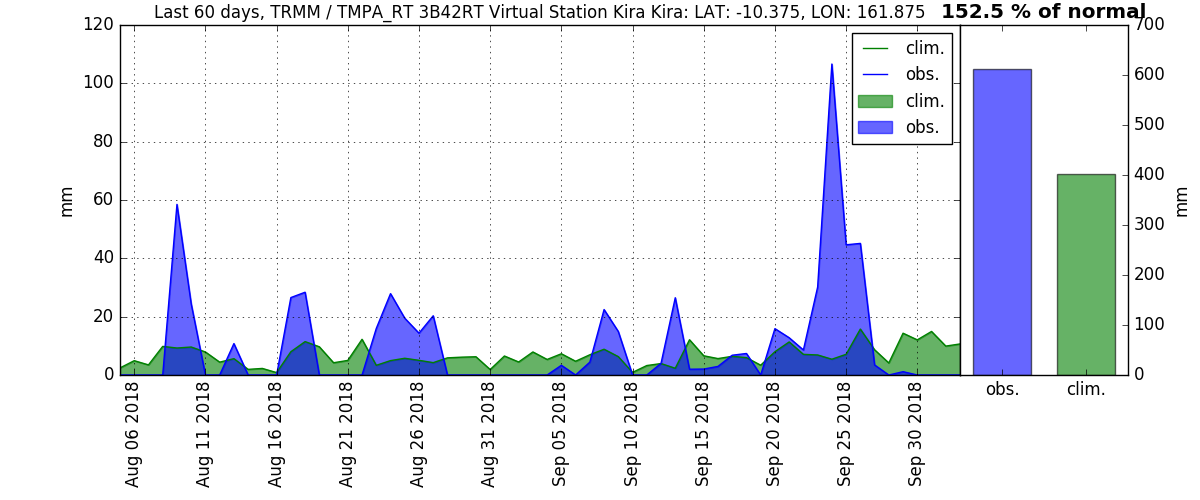 Last 60 days, TRMM / TMPA_RT 3B42RT Virtual Station Kira Kira: LAT: -10.375, LON: 161.875
152.5 % of normal
120
100
80
60
40
20
0
mm
clim.
obs.
clim.
obs.
Aug 06 2018
Aug 11 2018
Aug 16 2018
Aug 21 2018
Aug 26 2018
Aug 31 2018
Sep 05 2018
Sep 10 2018
Sep 15 2018
Sep 20 2018
Sep 25 2018
Sep 30 2018
700
600
500
400
300
200
100
0
mm
obs.
clim.